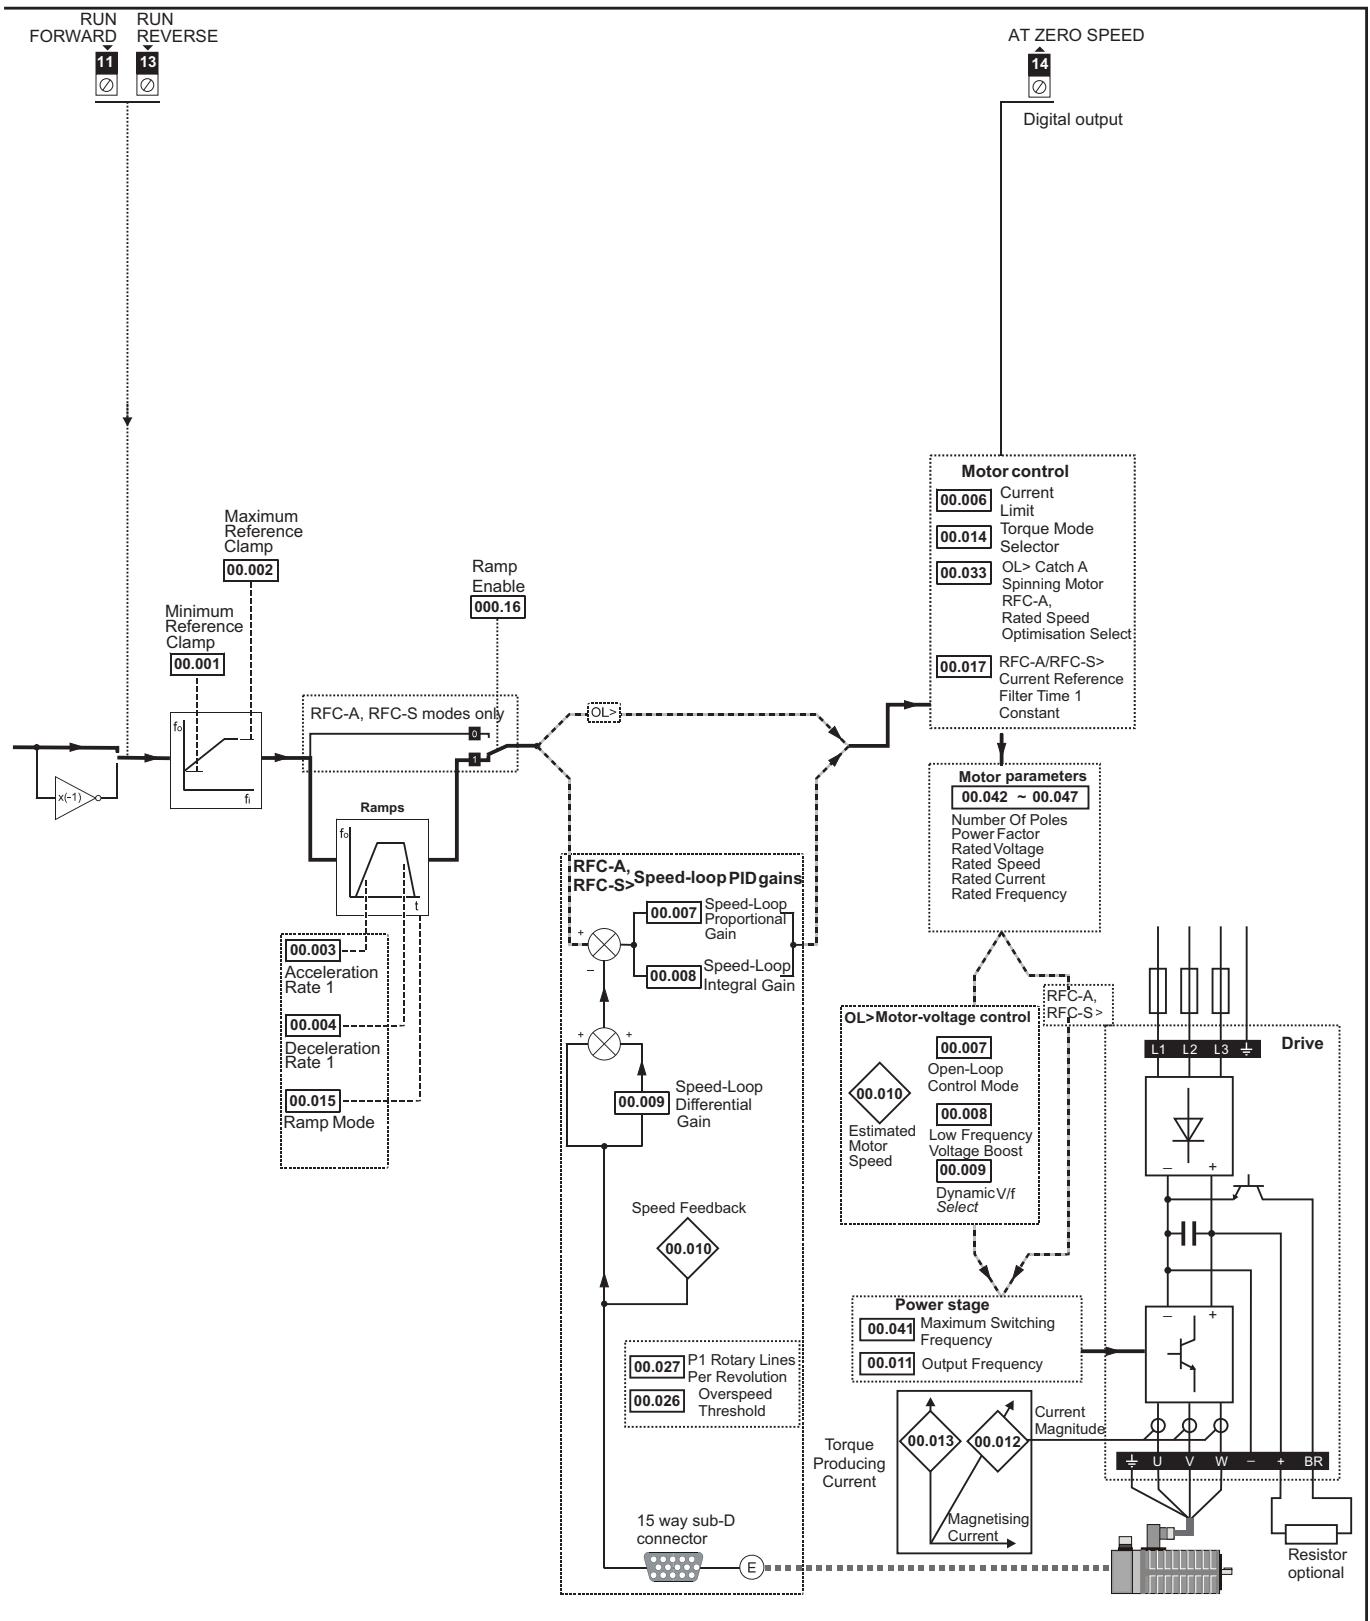 RUN
FORWARD
RUN
REVERSE
11
13
AT ZERO SPEED
14
Digital output
Maximum
Reference
Clamp
00.002
Minimum
Reference
Clamp
00.001
fo
fi
x(-1)
Ramp
Enable
000.16
RFC-A, RFC-S modes only
0
1
Ramps
fo
t
00.003
Acceleration
Rate 1
00.004
Deceleration
Rate 1
00.015
Ramp Mode
OL>
RFC-A,
RFC-S>
Speed-loop PID gains
+
–
00.007
Speed-Loop
Proportional
Gain
00.008
Speed-Loop
Integral Gain
+
+
00.009
Speed-Loop
Differential
Gain
Speed Feedback
00.010
00.027
P1 Rotary Lines
Per Revolution
00.026
Overspeed
Threshold
15 way sub-D
connector
E
Motor control
00.006
Current
Limit
00.014
Torque Mode
Selector
00.033
OL> Catch A
Spinning Motor
RFC-A,
Rated Speed
Optimisation Select
00.017
RFC-A/RFC-S>
Current Reference
Filter Time 1
Constant
Motor parameters
00.042 ~ 00.047
Number Of Poles
Power Factor
Rated Voltage
Rated Speed
Rated Current
Rated Frequency
RFC-A,
RFC-S >
OL> Motor-voltage control
00.007
Open-Loop
Control Mode
00.010
Estimated
Motor
Speed
00.008
Low Frequency
Voltage Boost
00.009
Dynamic V/f
Select
Power stage
00.041
Maximum Switching
Frequency
00.011
Output Frequency
Torque
Producing
Current
00.013
00.012
Current
Magnitude
Magnetising
Current
Drive
L1
L2
L3
–
+
–
+
U
V
W
–
+
BR
Resistor
optional